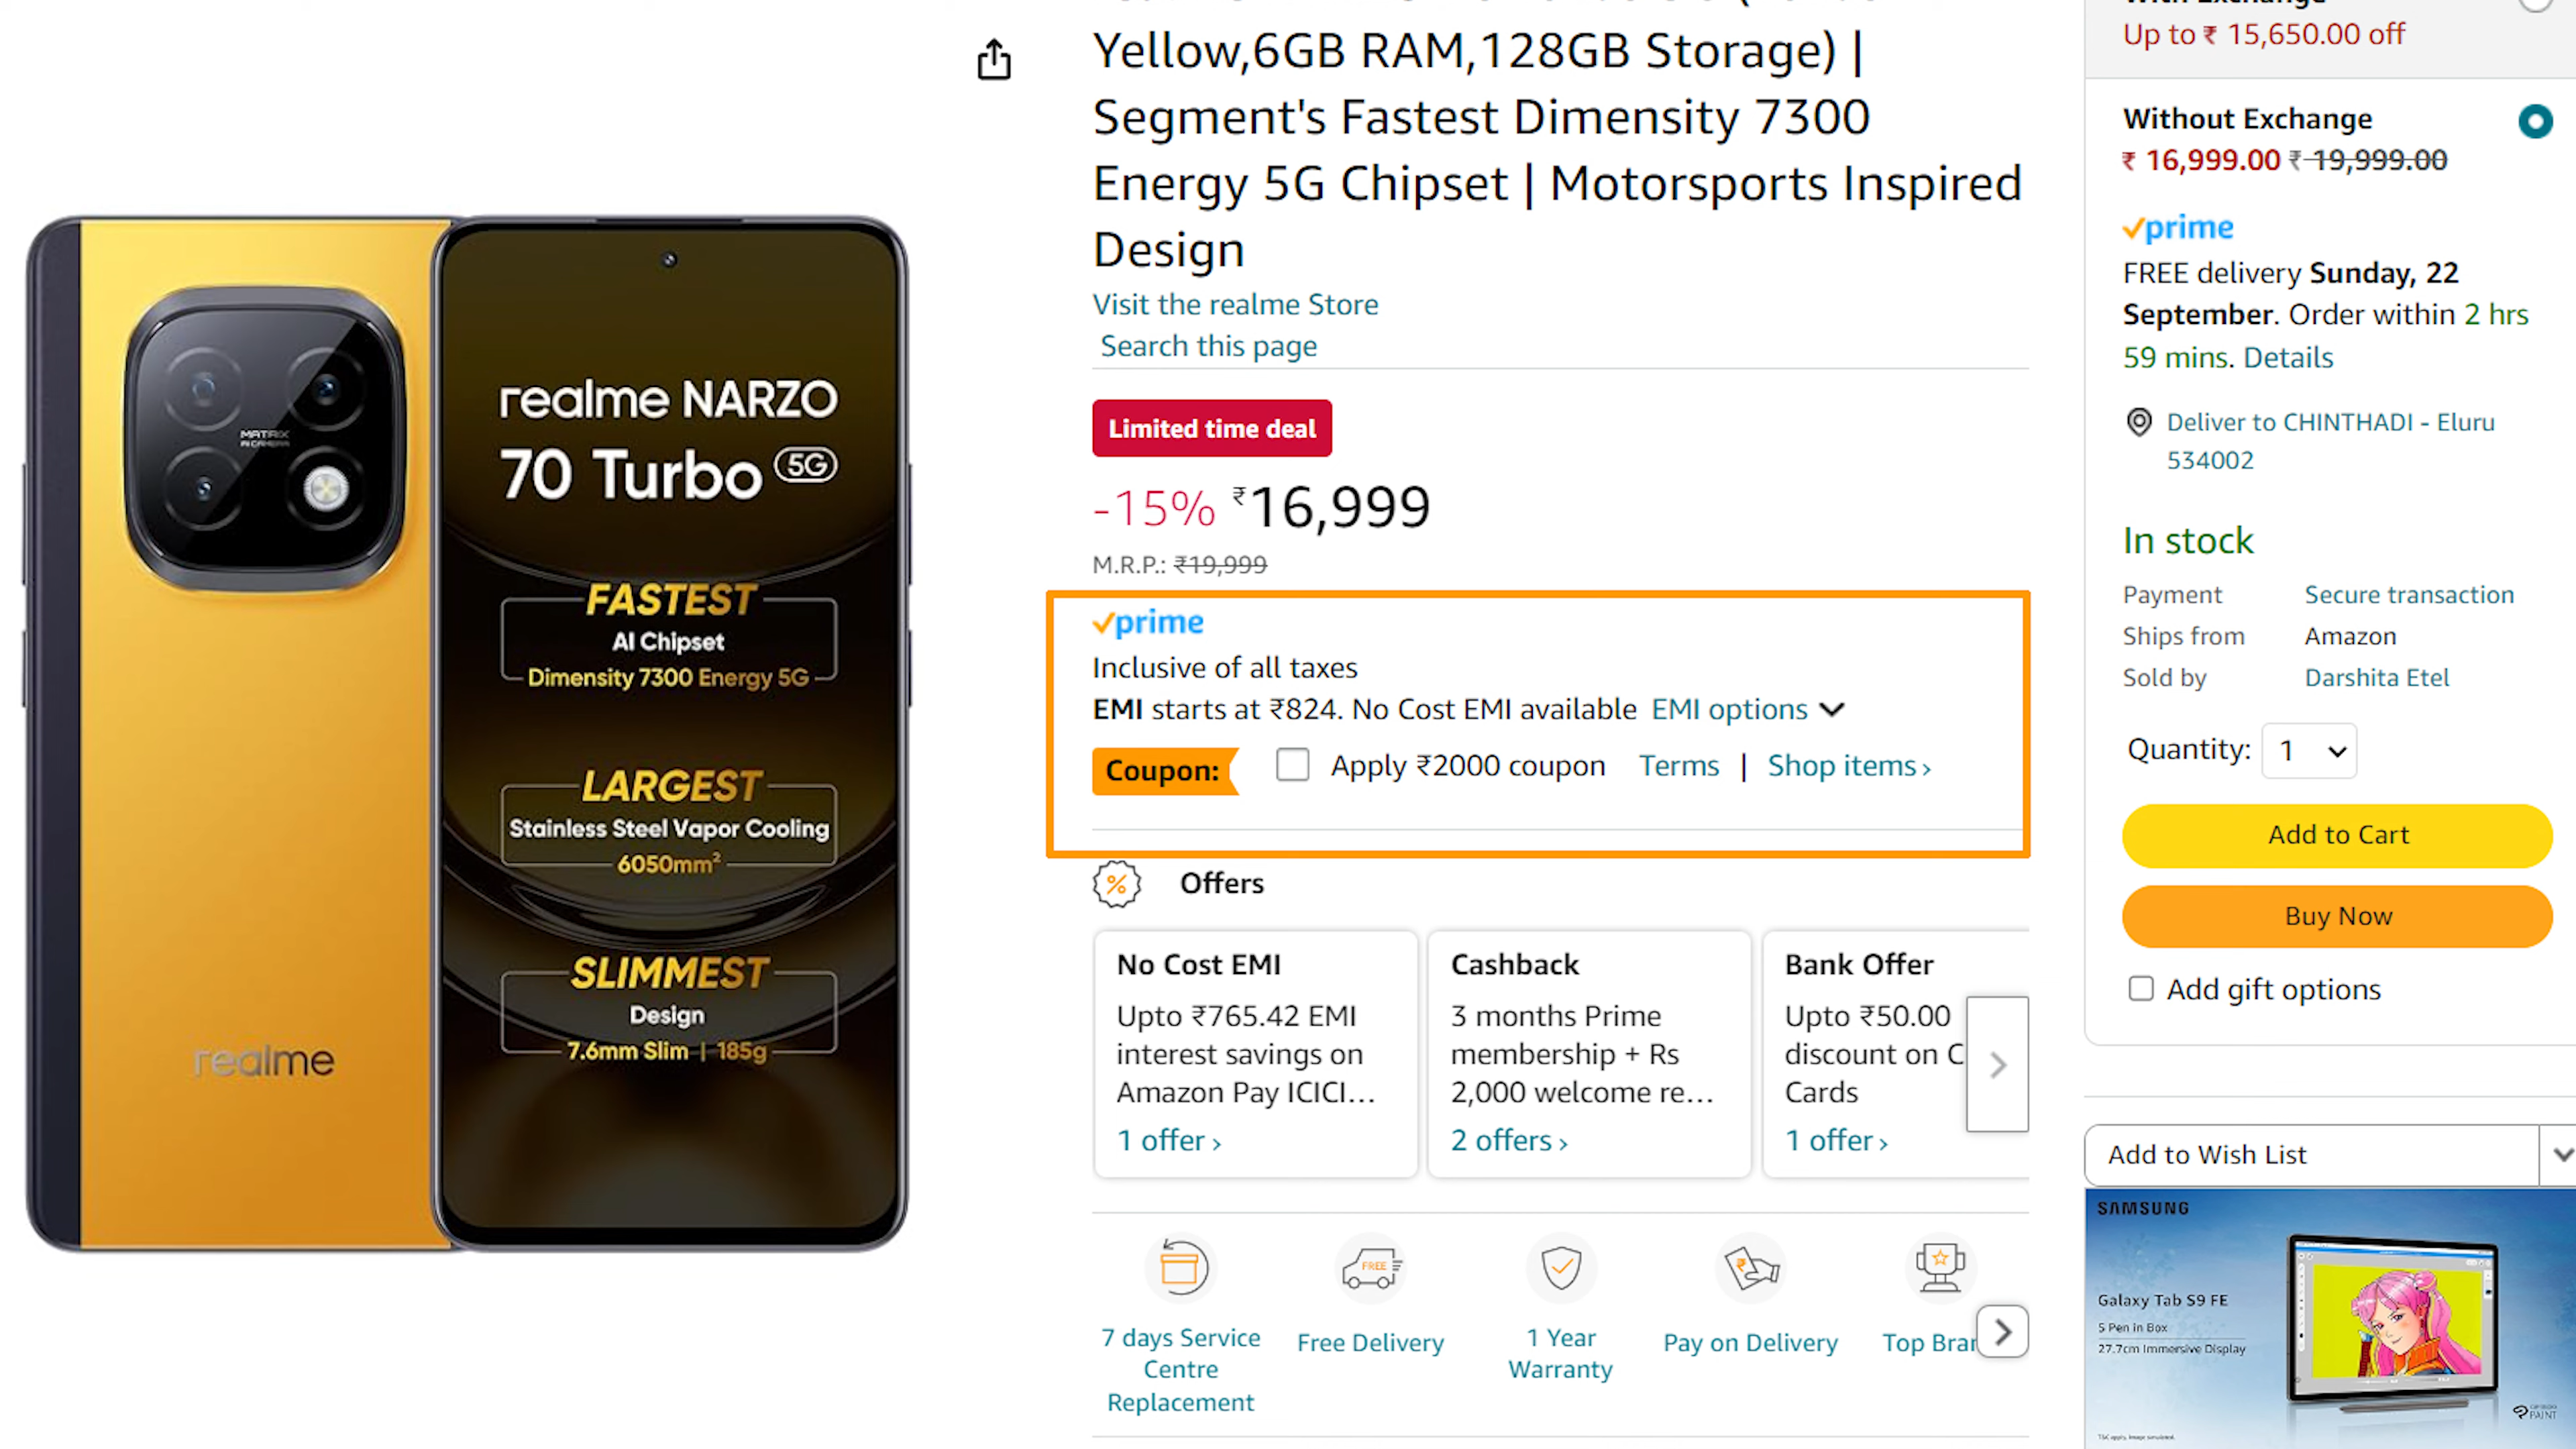 Yellow,6GB RAM,128GB Storage) |
Segment's Fastest Dimensity 7300
Energy 5G Chipset | Motorsports Inspired
Design
Visit the realme Store
Search this page
Limited time deal
-15% ₹16,999
M.R.P.: ₹19,999
prime
Inclusive of all taxes
EMI starts at ₹824. No Cost EMI available EMI options
Coupon: Apply ₹2000 coupon Terms | Shop items ›
Offers
No Cost EMI
Upto ₹765.42 EMI
interest savings on
Amazon Pay ICICI…
1 offer ›
Cashback
3 months Prime
membership + Rs
2,000 welcome re…
2 offers ›
Bank Offer
Upto ₹50.00
discount on C
Cards
1 offer ›
7 days Service
Centre
Replacement
FREE
Free Delivery
1 Year
Warranty
Pay on Delivery
Top Bran
MATRIX
AI CAMERA
realme
realme NARZO
70 Turbo 5G
FASTEST
AI Chipset
Dimensity 7300 Energy 5G
LARGEST
Stainless Steel Vapor Cooling
6050mm²
SLIMMEST
Design
7.6mm Slim | 185g
With Exchange
Up to ₹ 15,650.00 off
Without Exchange
₹ 16,999.00 ₹ 19,999.00
prime
FREE delivery Sunday, 22
September. Order within 2 hrs
59 mins. Details
Deliver to CHINTHADI - Eluru
534002
In stock
Payment Secure transaction
Ships from Amazon
Sold by Darshita Etel
Quantity: 1
Add to Cart
Buy Now
Add gift options
Add to Wish List
SAMSUNG
Galaxy Tab S9 FE
S Pen in Box
27.7cm Immersive Display
PAINT